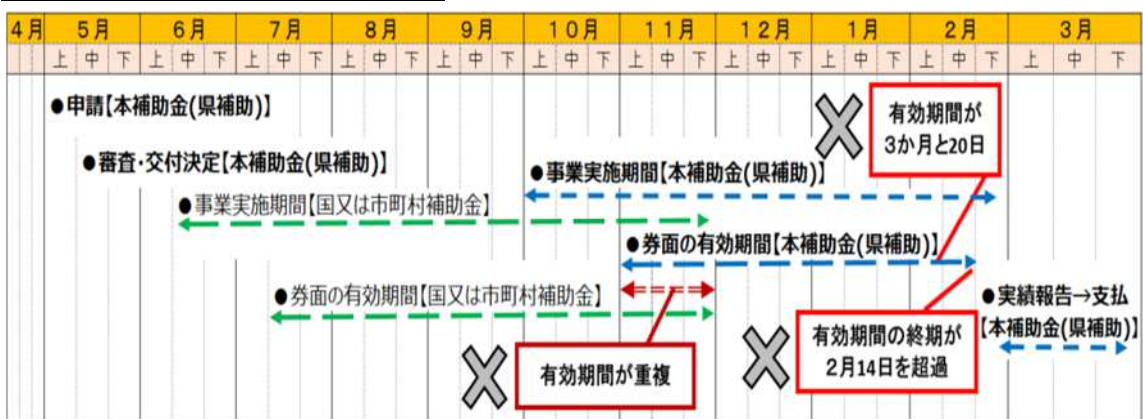 4月 5月 6月 7月 8月 9月 10月 11月 12月 1月 2月 3月
上 中 下 上 中 下 上 中 下 上 中 下 上 中 下 上 中 下 上 中 下 上 中 下 上 中 下 上 中 下 上 中 下
●申請【本補助金(県補助)】
●審査・交付決定【本補助金(県補助)】
有効期間が
3か月と20日
●事業実施期間【本補助金(県補助)】
●事業実施期間【国又は市町村補助金】
●券面の有効期間【本補助金(県補助)】
●券面の有効期間【国又は市町村補助金】
●実績報告→支払
【本補助金(県補助)】
有効期間の終期が
2月14日を超過
有効期間が重複